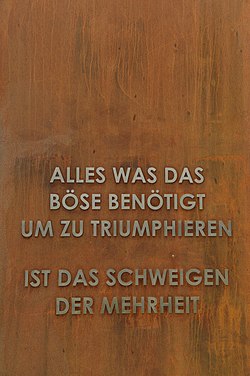 ALLES WAS DAS
BÖSE BENÖTIGT
UM ZU TRIUMPHIEREN
IST DAS SCHWEIGEN
DER MEHRHEIT